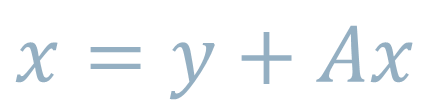 x = y + Ax